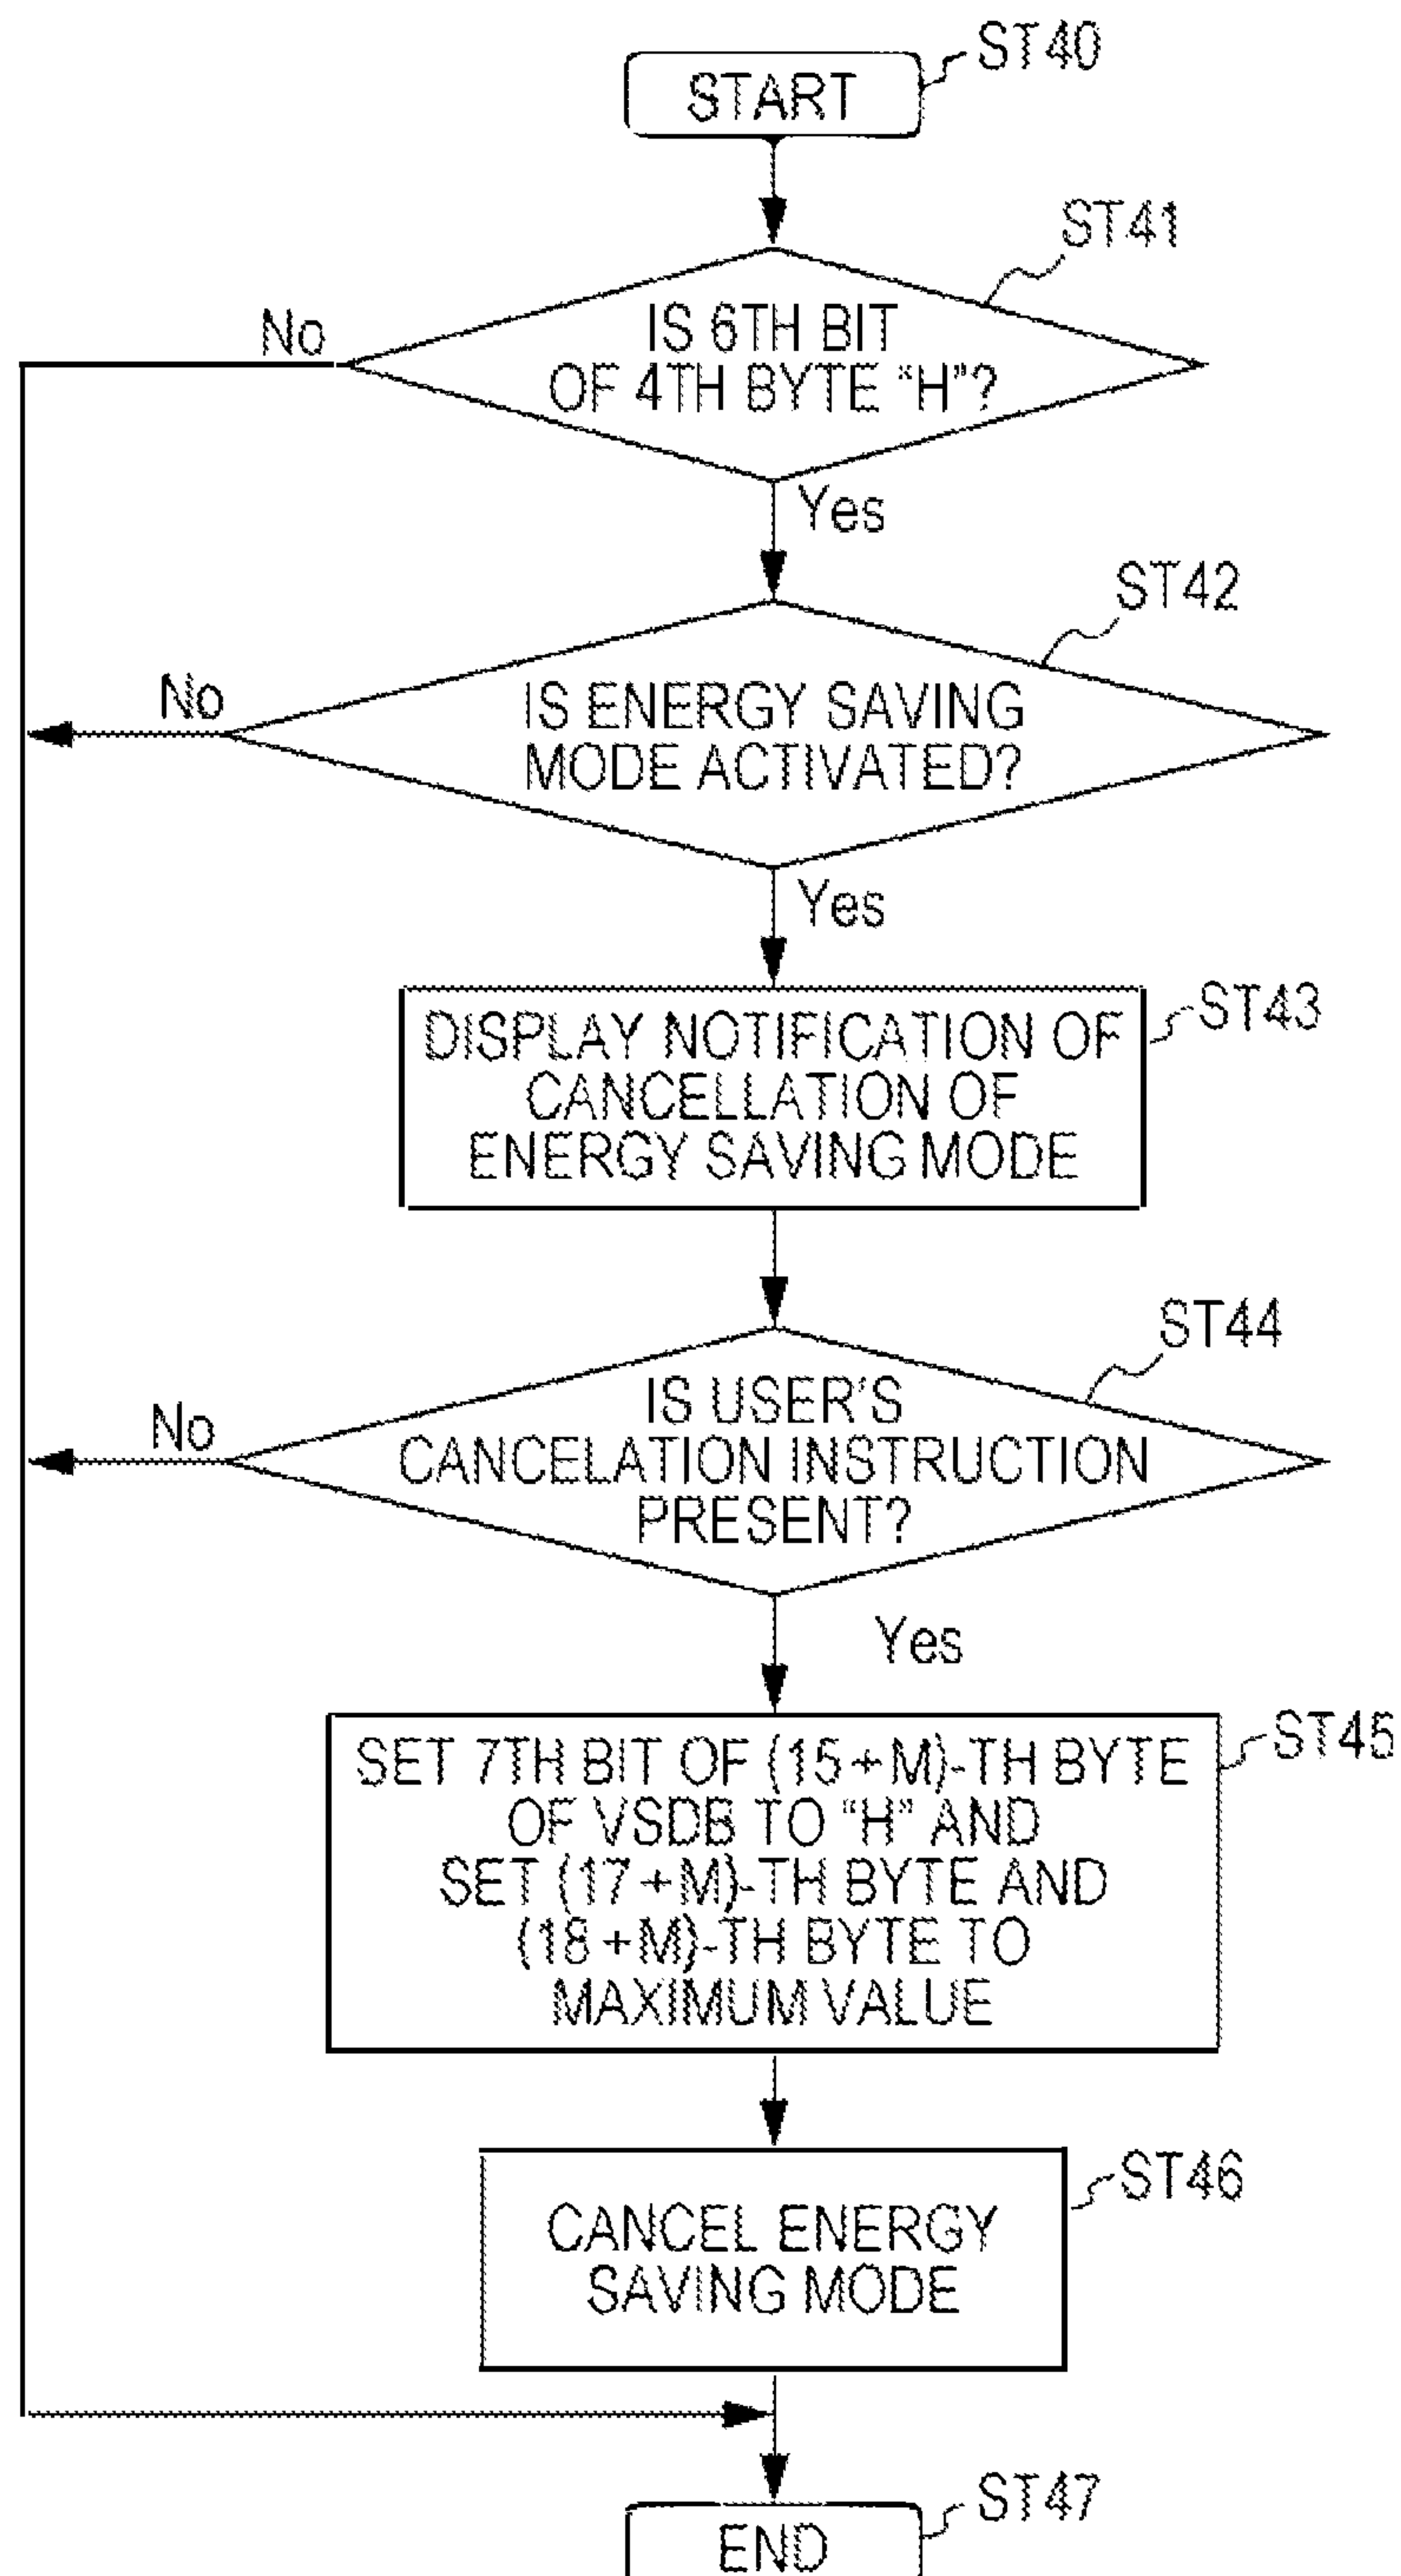 START
ST40
ST41
No
IS 6TH BIT
OF 4TH BYTE “H”?
Yes
ST42
No
IS ENERGY SAVING
MODE ACTIVATED?
Yes
ST43
DISPLAY NOTIFICATION OF
CANCELLATION OF
ENERGY SAVING MODE
ST44
No
IS USER’S
CANCELATION INSTRUCTION
PRESENT?
Yes
ST45
SET 7TH BIT OF (15+M)-TH BYTE
OF VSDB TO “H” AND
SET (17+M)-TH BYTE AND
(18+M)-TH BYTE TO
MAXIMUM VALUE
ST46
CANCEL ENERGY
SAVING MODE
ST47
END